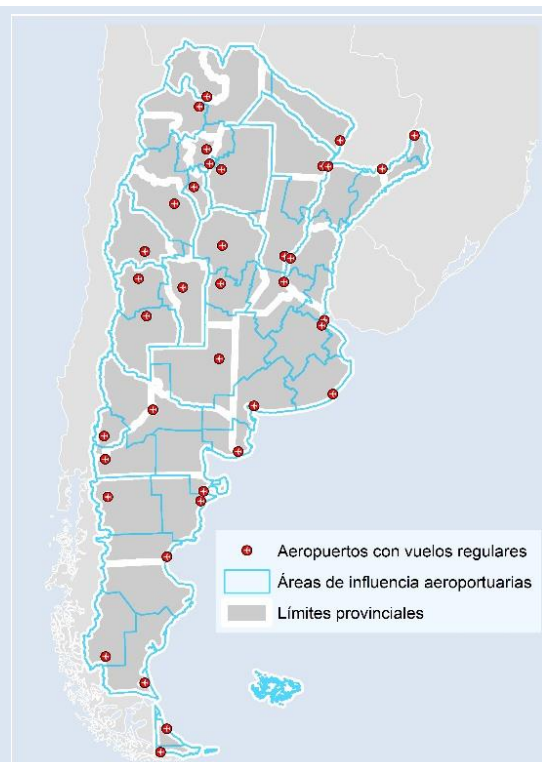 Aeropuertos con vuelos regulares
Áreas de influencia aeroportuarias
Límites provinciales